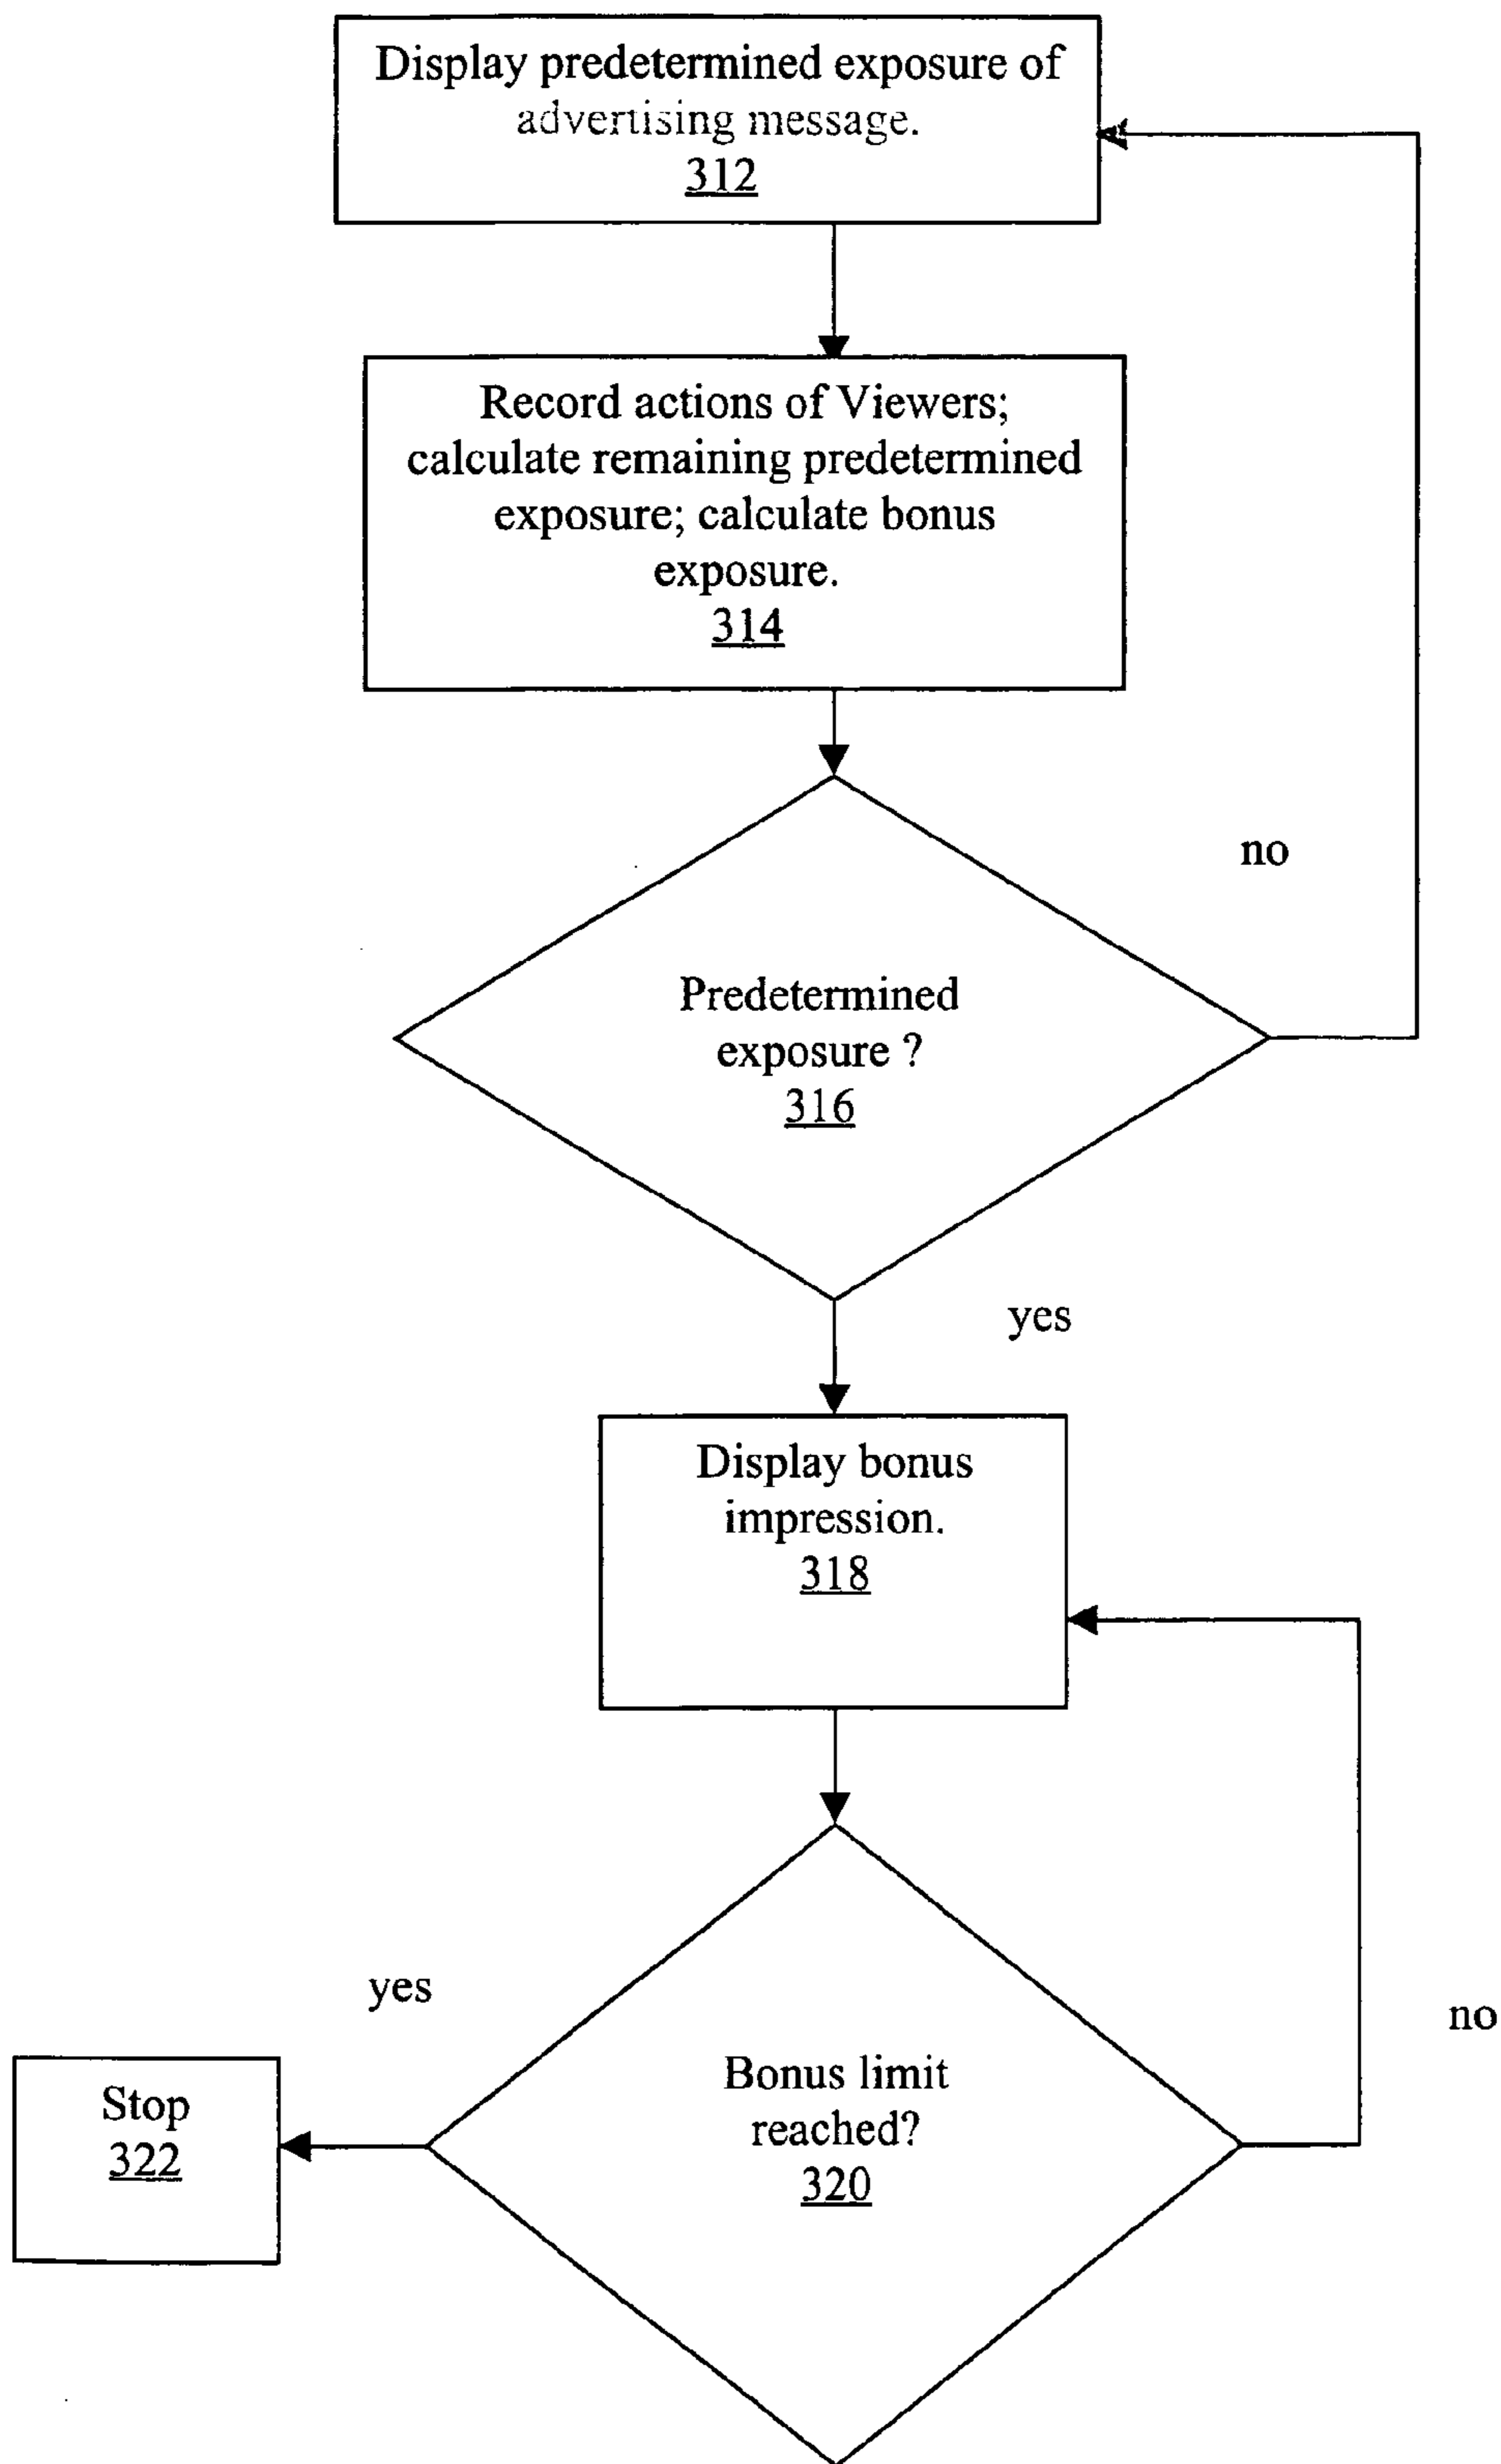 Display predetermined exposure of
advertising message.
312
Record actions of Viewers;
calculate remaining predetermined
exposure; calculate bonus
exposure.
314
no
Predetermined
exposure ?
316
yes
Display bonus
impression.
318
yes
no
Bonus limit
reached?
320
Stop
322